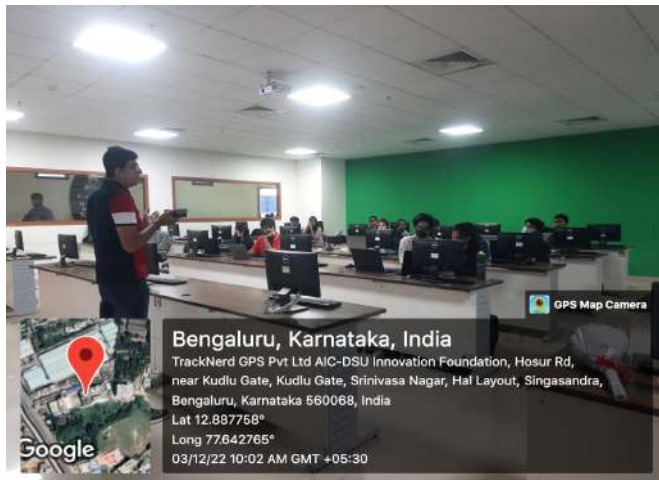 GPS Map Camera
Bengaluru, Karnataka, India
TrackNerd GPS Pvt Ltd AIC-DSU Innovation Foundation, Hosur Rd,
near Kudlu Gate, Kudlu Gate, Srinivasa Nagar, Hal Layout, Singasandra,
Bengaluru, Karnataka 560068, India
Lat 12.887758°
Long 77.642765°
03/12/22 10:02 AM GMT +05:30
Google